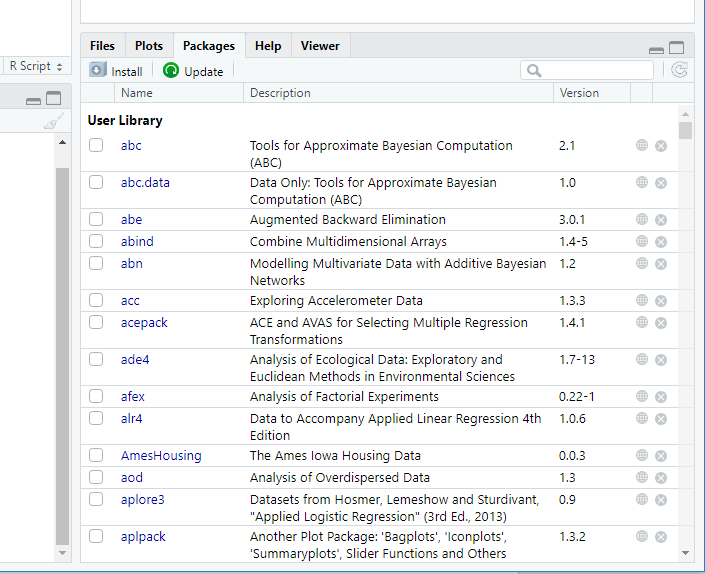 Files Plots Packages Help Viewer
R Script
Install Update
Name Description Version
User Library
abc Tools for Approximate Bayesian Computation 2.1
(ABC)
abc.data Data Only: Tools for Approximate Bayesian 1.0
Computation (ABC)
abe Augmented Backward Elimination 3.0.1
abind Combine Multidimensional Arrays 1.4-5
abn Modelling Multivariate Data with Additive Bayesian 1.2
Networks
acc Exploring Accelerometer Data 1.3.3
acepack ACE and AVAS for Selecting Multiple Regression 1.4.1
Transformations
ade4 Analysis of Ecological Data: Exploratory and 1.7-13
Euclidean Methods in Environmental Sciences
afex Analysis of Factorial Experiments 0.22-1
alr4 Data to Accompany Applied Linear Regression 4th 1.0.6
Edition
AmesHousing The Ames Iowa Housing Data 0.0.3
aod Analysis of Overdispersed Data 1.3
aplore3 Datasets from Hosmer, Lemeshow and Sturdivant, 0.9
"Applied Logistic Regression" (3rd Ed., 2013)
aplpack Another Plot Package: 'Bagplots', 'Iconplots', 1.3.2
'Summaryplots', Slider Functions and Others